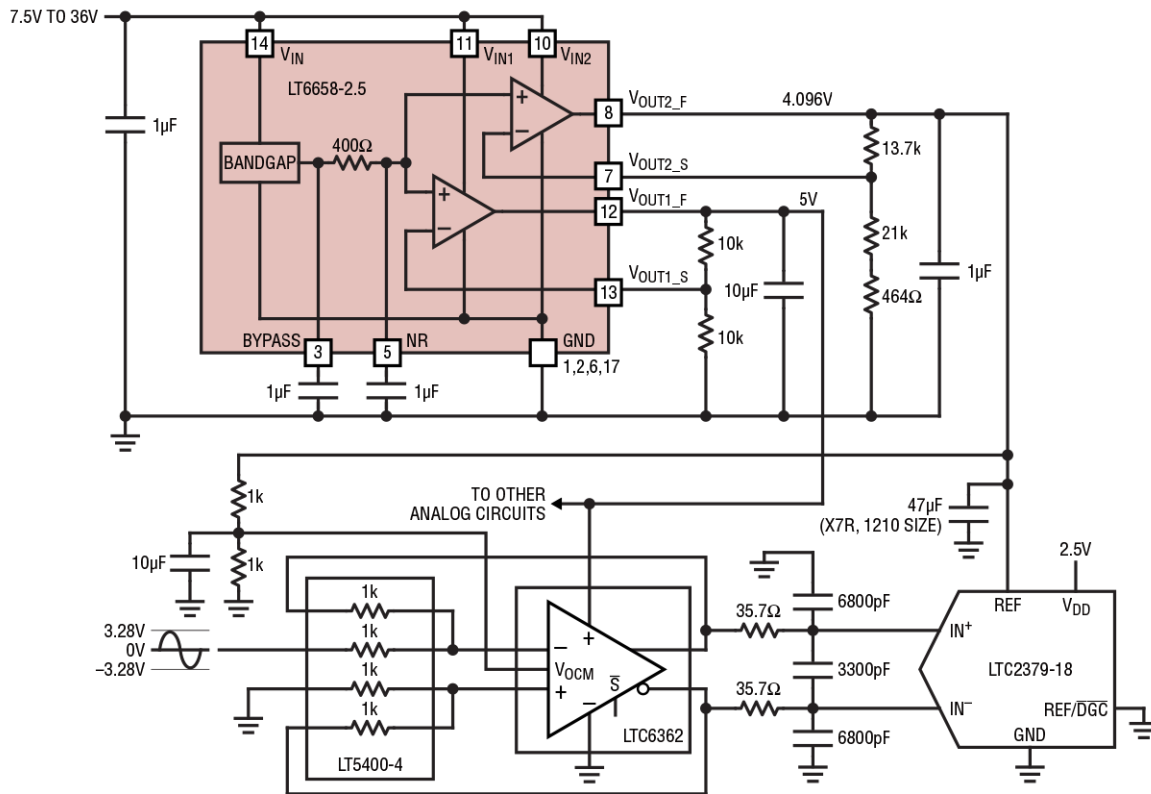 7.5V TO 36V
14
VIN
11
VIN1
10
VIN2
LT6658-2.5
1µF
BANDGAP
400Ω
+
–
+
–
8
VOUT2_F
4.096V
13.7k
7
VOUT2_S
12
VOUT1_F
5V
10k
21k
13
VOUT1_S
10µF
1µF
464Ω
10k
BYPASS
3
5
NR
GND
1,2,6,17
1µF
1µF
1k
TO OTHER
ANALOG CIRCUITS
47µF
(X7R, 1210 SIZE)
10µF
1k
2.5V
1k
6800pF
REF
VDD
3.28V
0V
–3.28V
1k
35.7Ω
IN+
+
–
VOCM
+
–
S
1k
3300pF
LTC2379-18
35.7Ω
IN–
1k
REF/DGC
LTC6362
6800pF
GND
LT5400-4